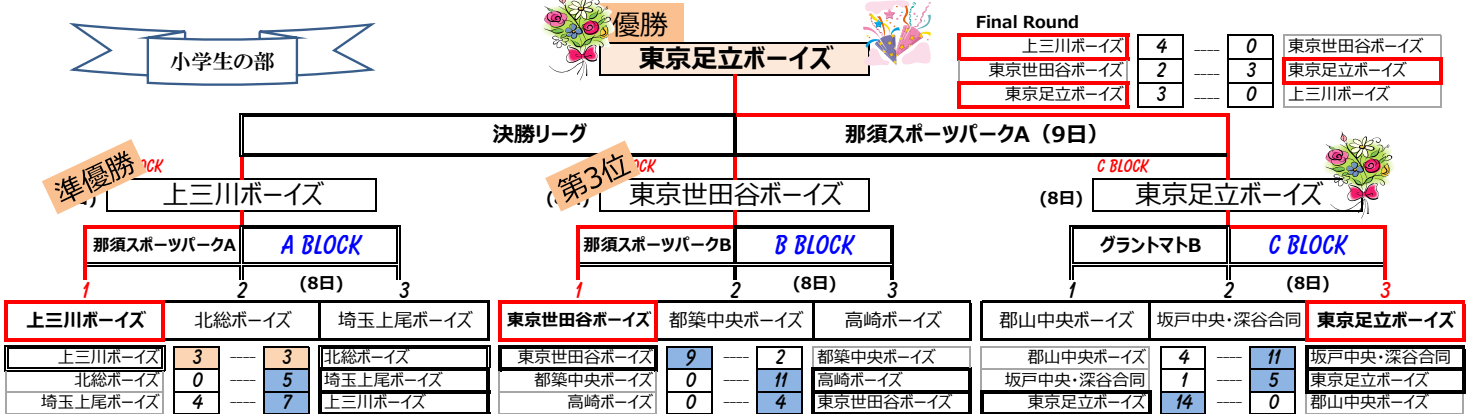 小学生の部
優勝
東京足立ボーイズ
Final Round
上三川ボーイズ 4 ---- 0 東京世田谷ボーイズ
東京世田谷ボーイズ 2 ---- 3 東京足立ボーイズ
東京足立ボーイズ 3 ---- 0 上三川ボーイズ
決勝リーグ 那須スポーツパークA（9日）
準優勝
上三川ボーイズ
第3位
東京世田谷ボーイズ
C BLOCK
(8日) 東京足立ボーイズ
那須スポーツパークA A BLOCK
那須スポーツパークB B BLOCK
グラントマトB C BLOCK
1 2 (8日) 3
1 2 (8日) 3
1 2 (8日) 3
上三川ボーイズ 北総ボーイズ 埼玉上尾ボーイズ
東京世田谷ボーイズ 都築中央ボーイズ 高崎ボーイズ
郡山中央ボーイズ 坂戸中央・深谷合同 東京足立ボーイズ
上三川ボーイズ 3 ---- 3 北総ボーイズ
北総ボーイズ 0 ---- 5 埼玉上尾ボーイズ
埼玉上尾ボーイズ 4 ---- 7 上三川ボーイズ
東京世田谷ボーイズ 9 ---- 2 都築中央ボーイズ
都築中央ボーイズ 0 ---- 11 高崎ボーイズ
高崎ボーイズ 0 ---- 4 東京世田谷ボーイズ
郡山中央ボーイズ 4 ---- 11 坂戸中央・深谷合同
坂戸中央・深谷合同 1 ---- 5 東京足立ボーイズ
東京足立ボーイズ 14 ---- 0 郡山中央ボーイズ